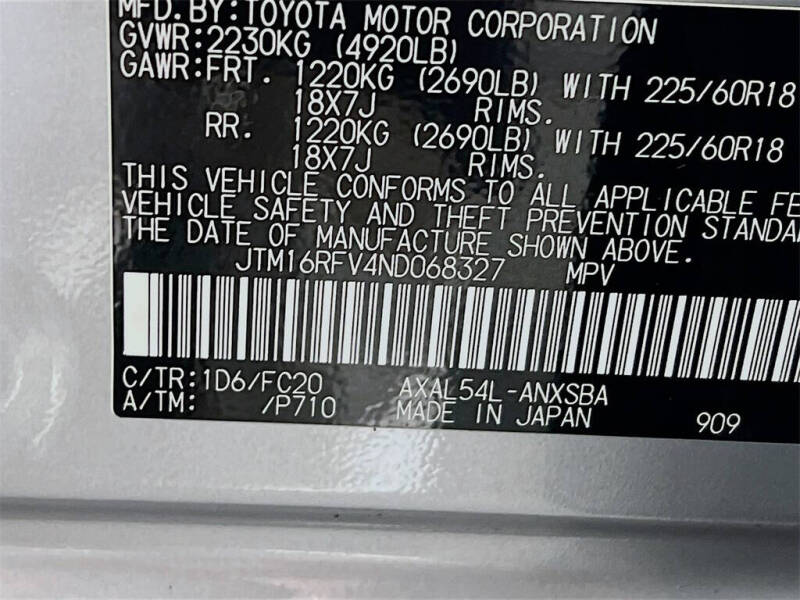 MFD.BY:TOYOTA MOTOR CORPORATION
GVWR:2230KG (4920LB)
GAWR:FRT. 1220KG (2690LB) WITH 225/60R18
18X7J RIMS.
RR. 1220KG (2690LB) WITH 225/60R18
18X7J RIMS.
THIS VEHICLE CONFORMS TO ALL APPLICABLE FE
VEHICLE SAFETY AND THEFT PREVENTION STANDA
THE DATE OF MANUFACTURE SHOWN ABOVE.
JTM16RFV4ND068327 MPV
C/TR:1D6/FC20 AXAL54L-ANXSBA
A/TM: /P710 MADE IN JAPAN 909